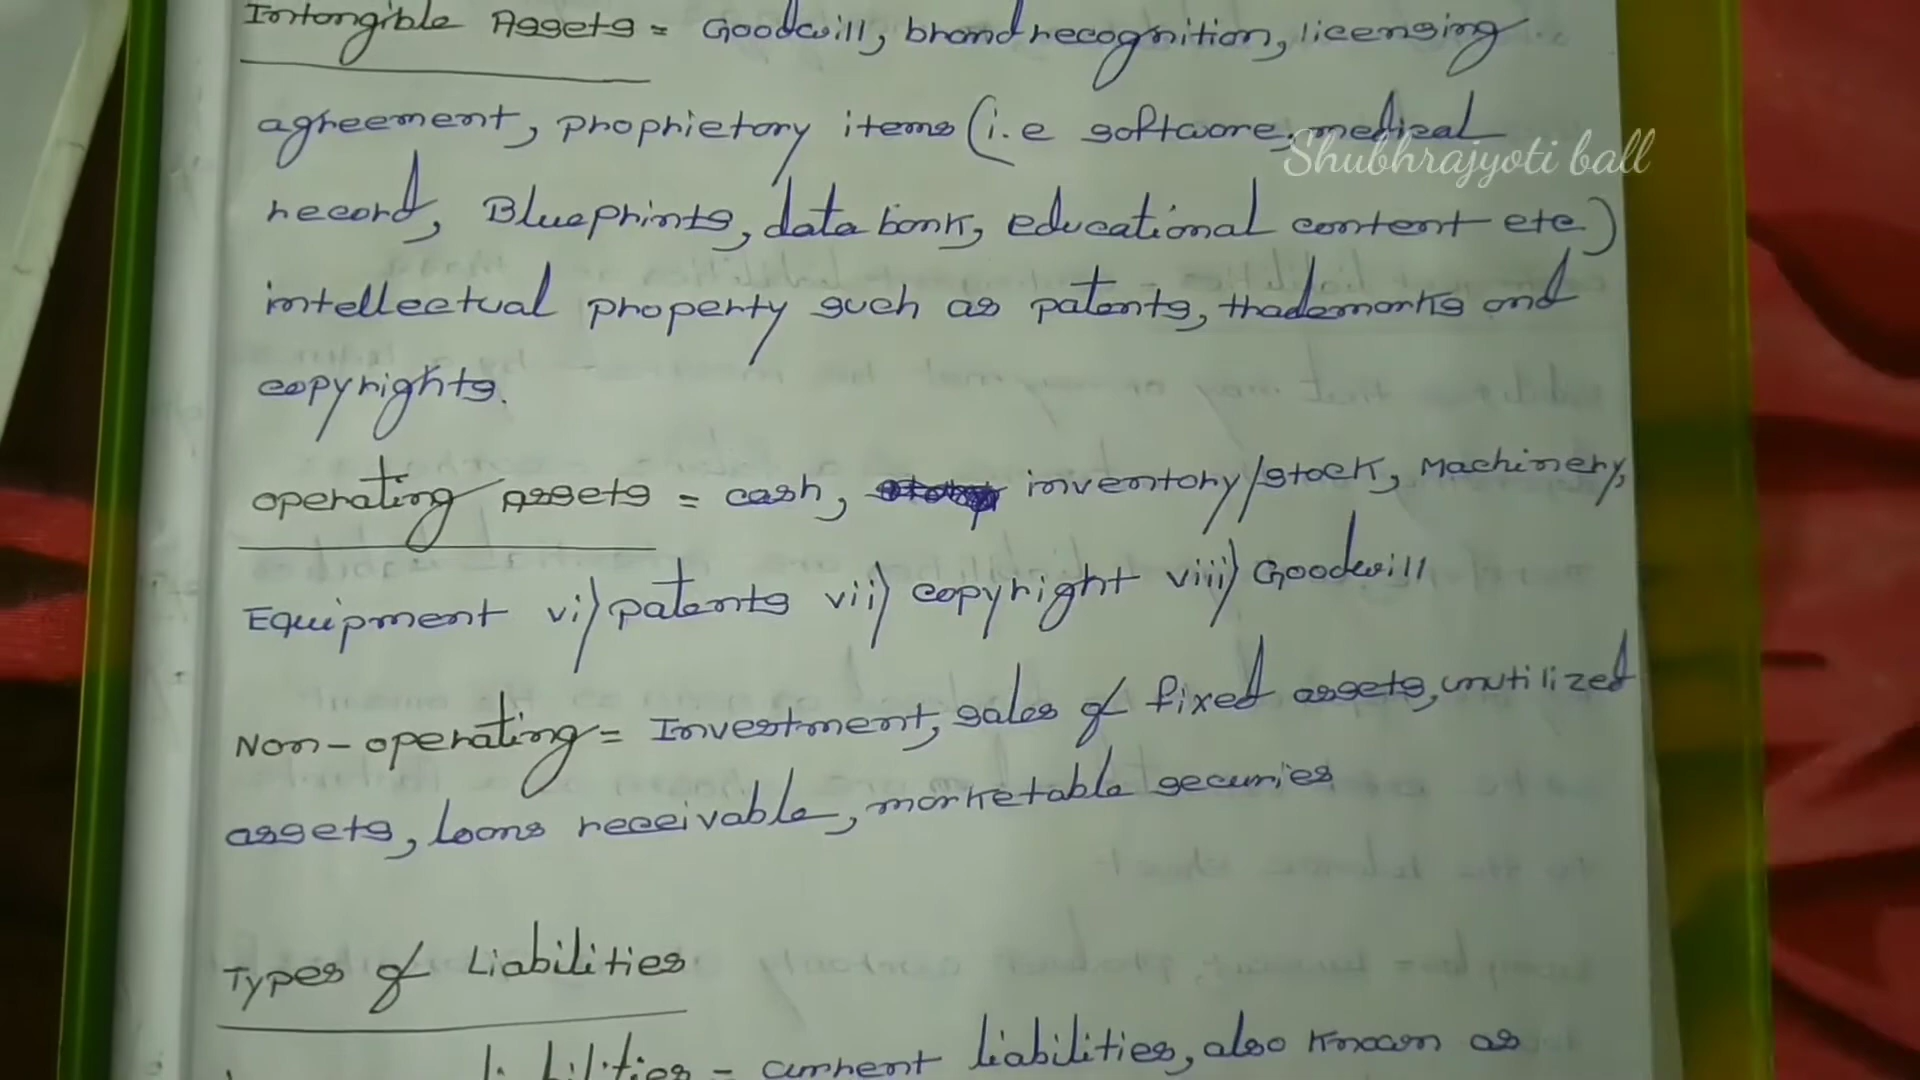 Intangible Assets = Goodwill, brand recognition, licensing
agreement, prophietary items (i.e software, medical
Shubhrajyoti ball
record, Blueprints, data bank, educational content etc)
intellectual property such as patents, trademarks and
copyrights.
operating Assets = cash, inventory/stock, Machinery,
Equipment vi) patents vii) copyright viii) Goodwill
Non-operating = Investment, sales of fixed assets, unutilized
assets, loans receivable, marketable securies
Types of Liabilities
= current liabilities, also known as